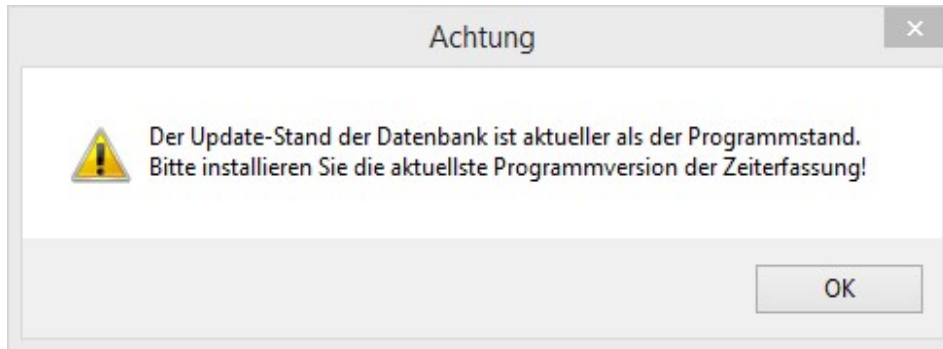 Achtung
Der Update-Stand der Datenbank ist aktueller als der Programmstand.
Bitte installieren Sie die aktuellste Programmversion der Zeiterfassung!
OK